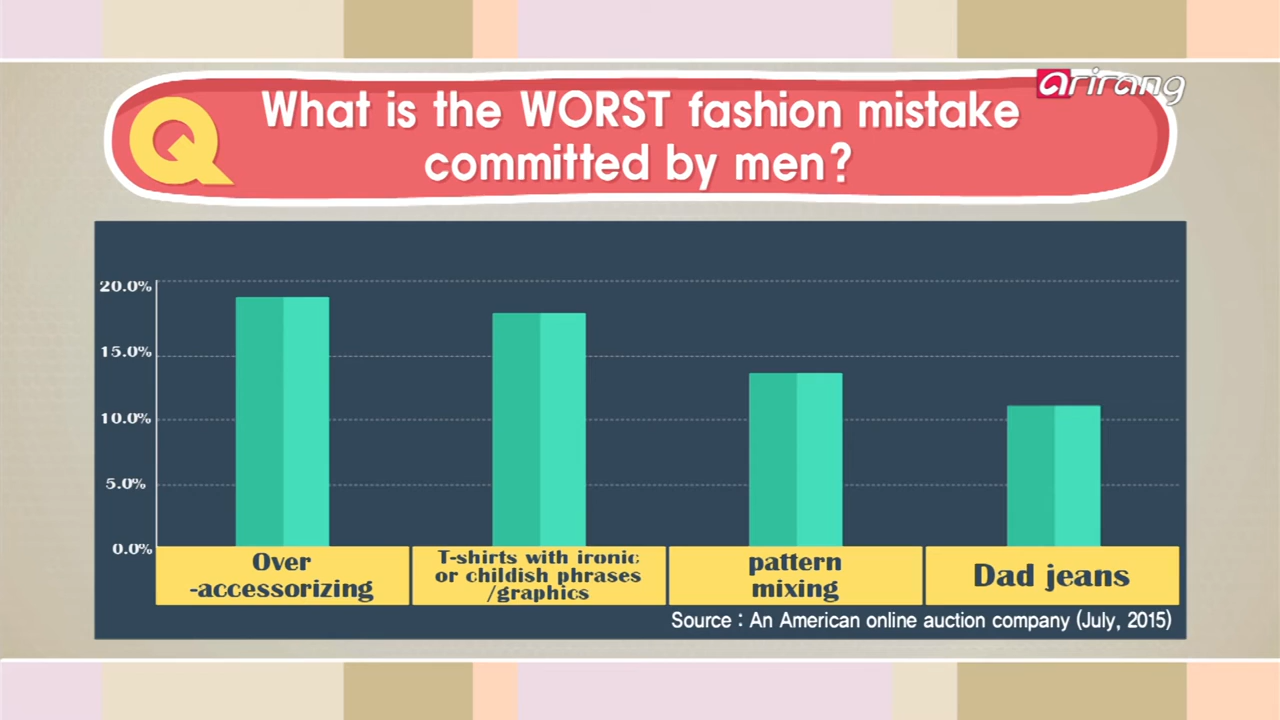 arirang
Q
What is the WORST fashion mistake
committed by men?
20.0%
15.0%
10.0%
5.0%
0.0%
Over
-accessorizing
T-shirts with ironic
or childish phrases
/graphics
pattern
mixing
Dad jeans
Source : An American online auction company (July, 2015)